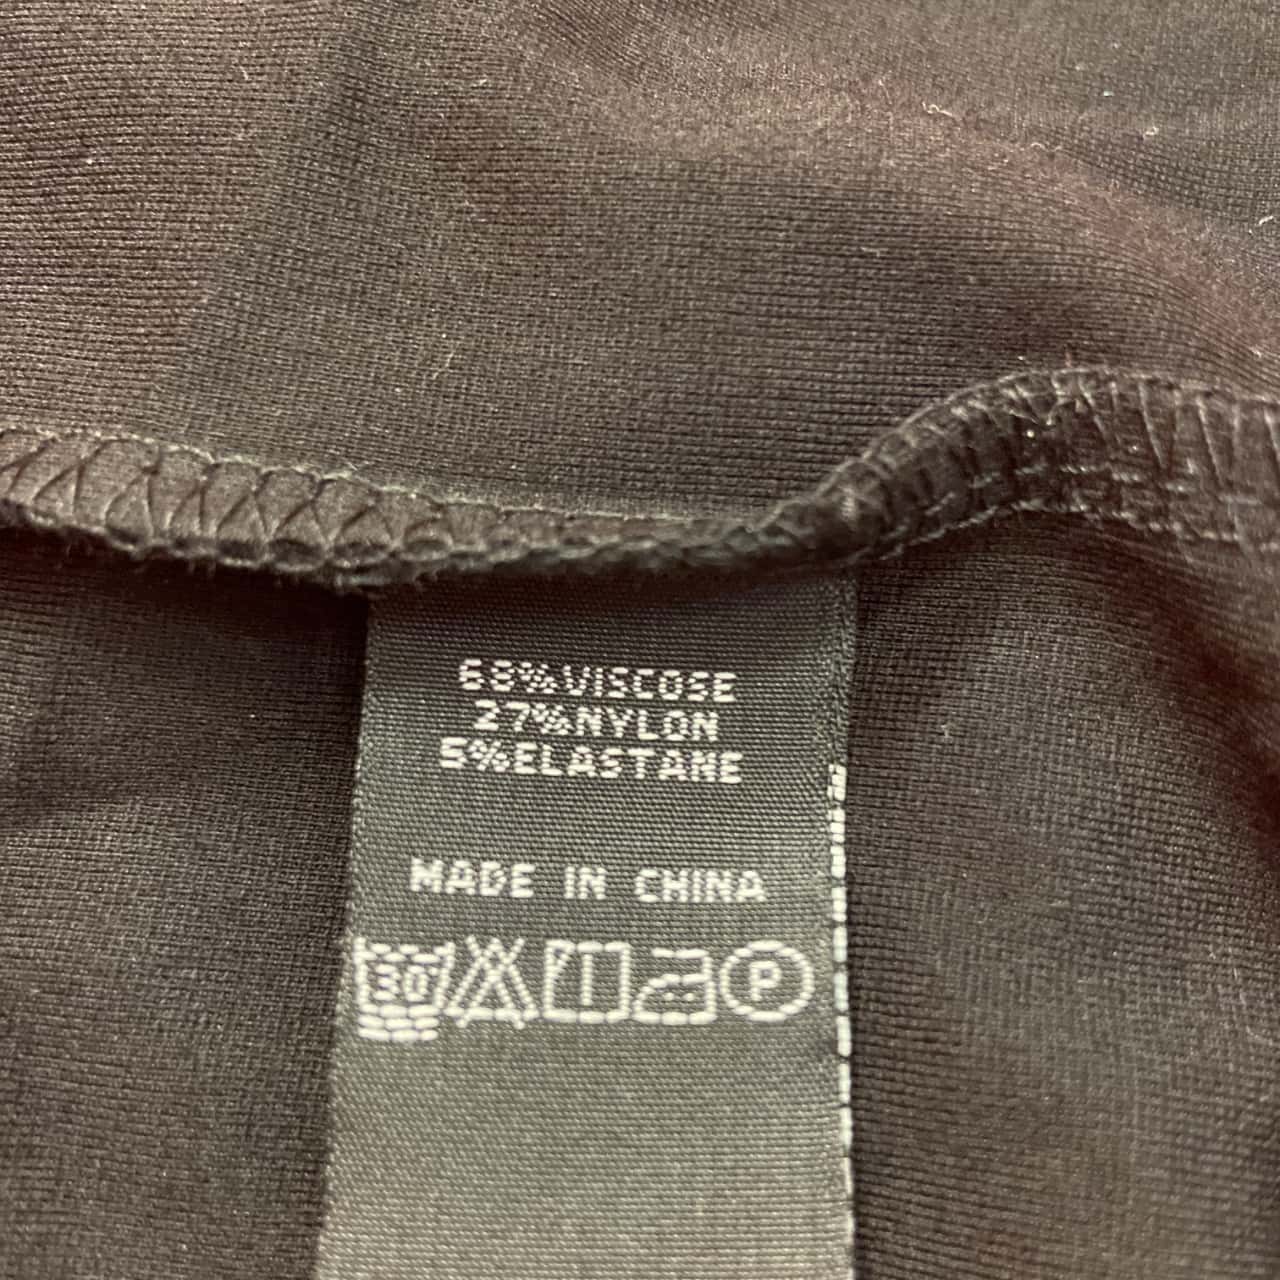 68%VISCOSE
27%NYLON
5%ELASTANE
MADE IN CHINA
30 P